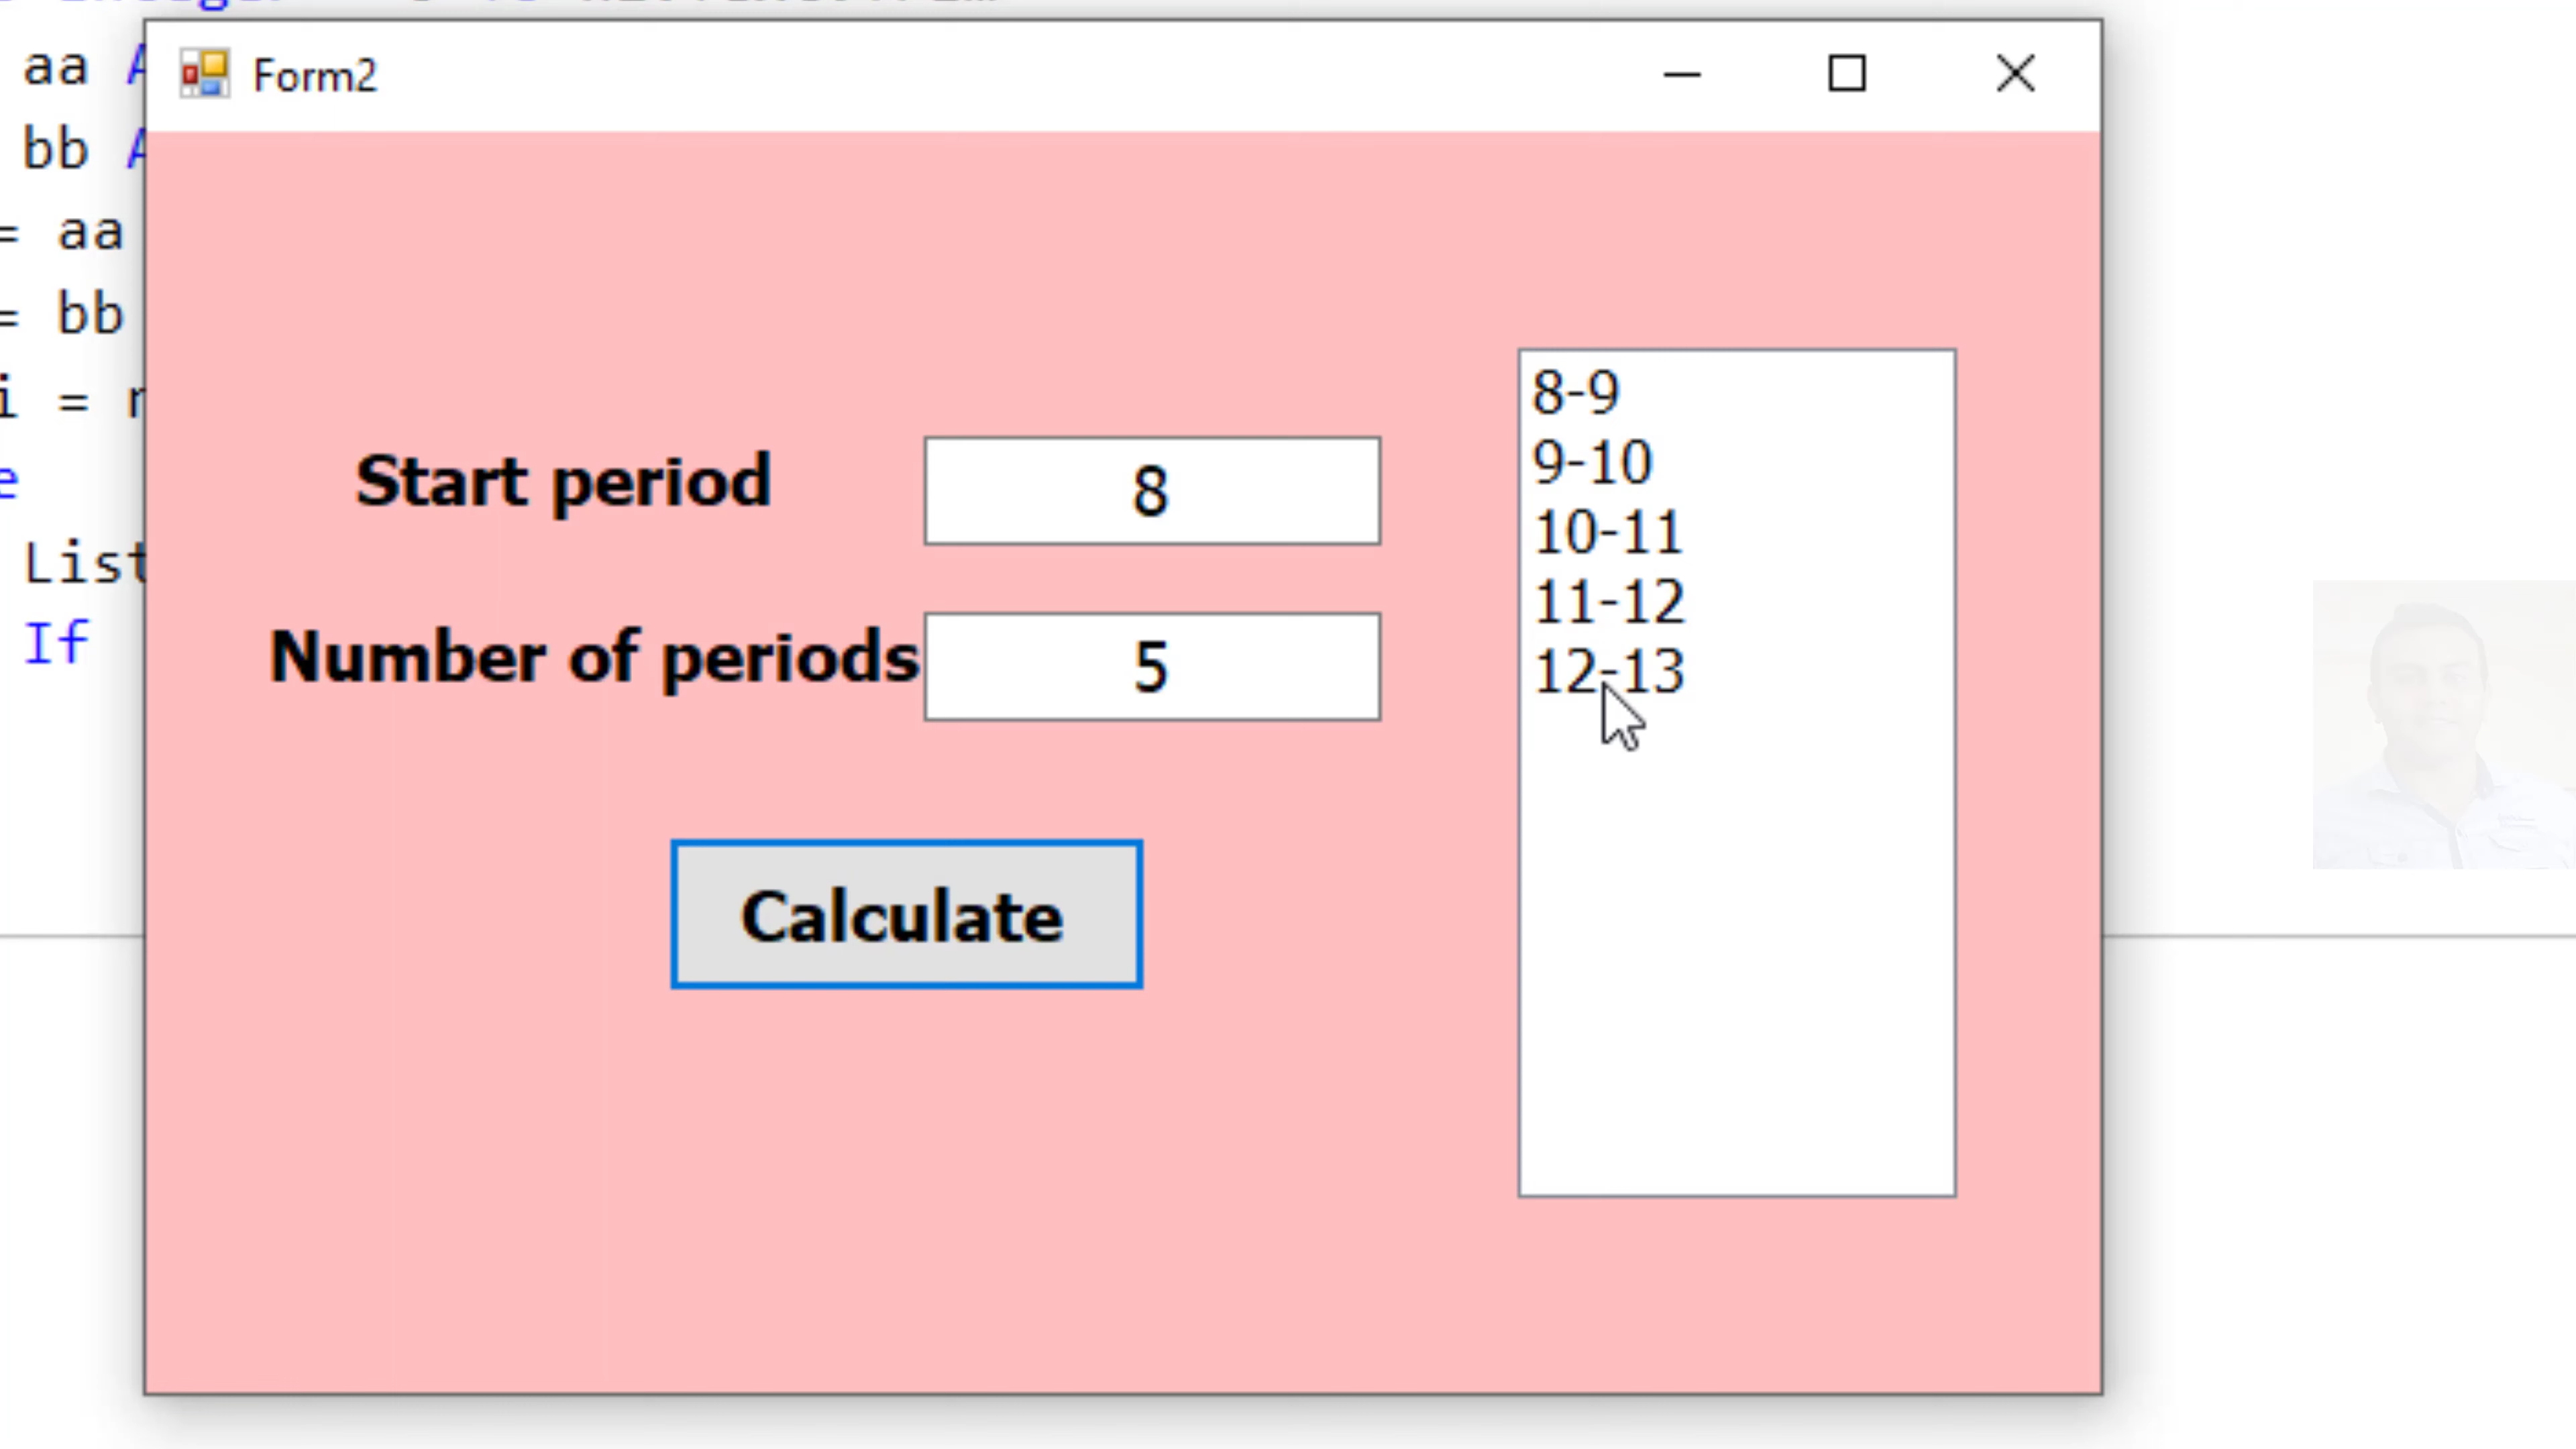 aa
bb
= aa
= bb
i =
List
If
Form2
Start period
8
Number of periods
5
Calculate
8-9
9-10
10-11
11-12
12-13